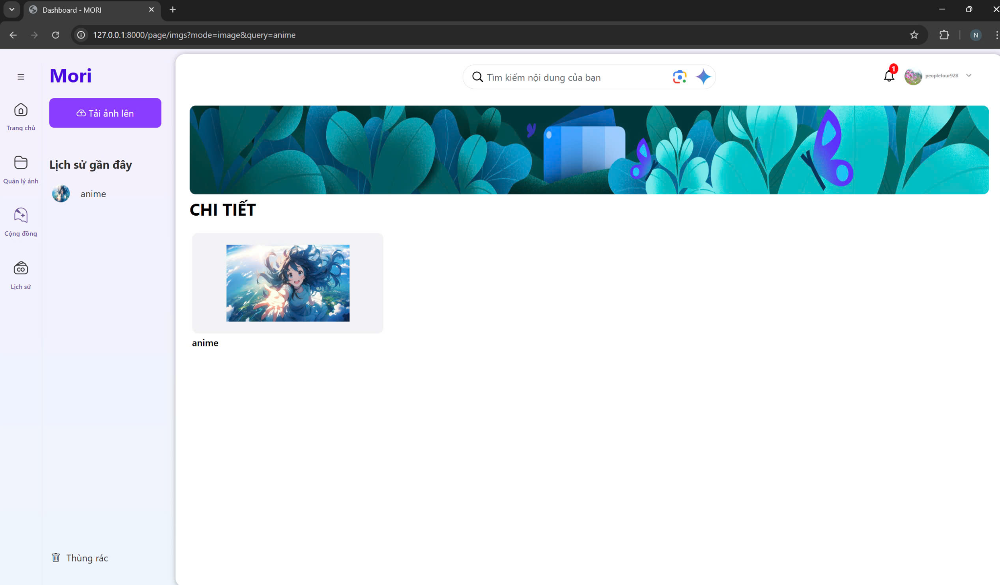 Dashboard - MORI
127.0.0.1:8000/page/imgs?mode=image&query=anime
N
Mori
Tải ảnh lên
Trang chủ
Quản lý ảnh
Cộng đồng
CO
Lịch sử
Lịch sử gần đây
anime
Thùng rác
Tìm kiếm nội dung của bạn
1
peoplefour928
CHI TIẾT
anime